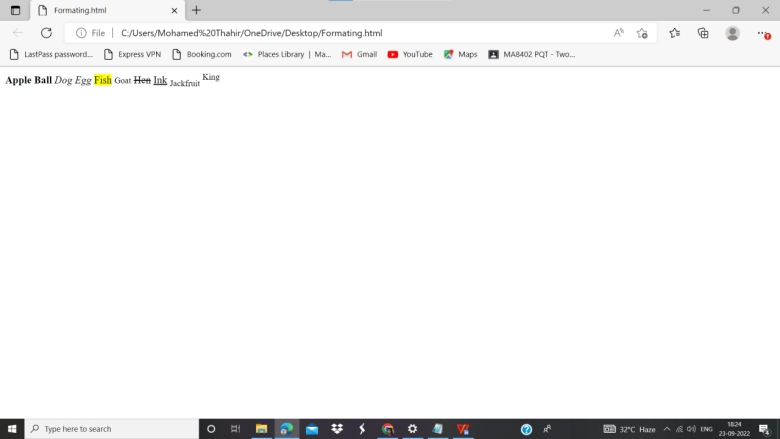 Formating.html
File C:/Users/Mohamed%20Thahir/OneDrive/Desktop/Formating.html
LastPass password... Express VPN Booking.com Places Library | Ma... Gmail YouTube Maps MA8402 PQT - Two...
Apple Ball Dog Egg Fish Goat Hen Ink Jackfruit King
Type here to search
32°C Haze ENG 18:24
23-09-2022